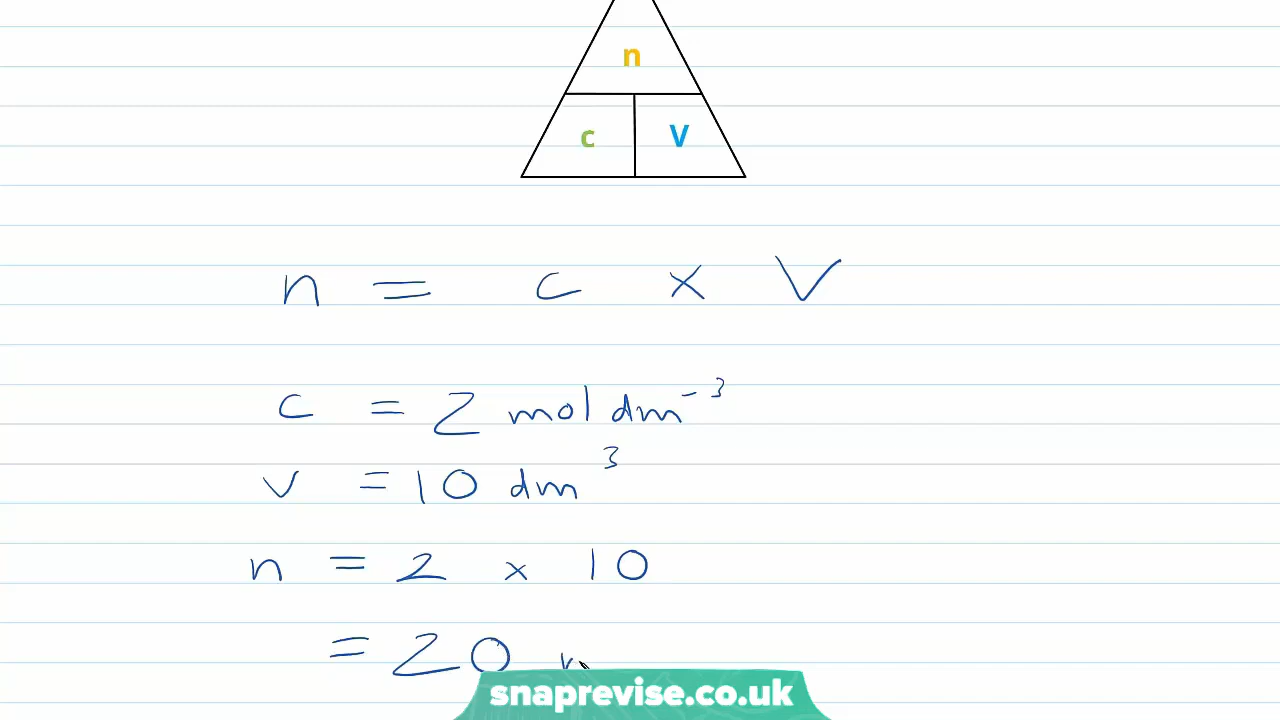 n
c V
n = c × V
c = 2 mol dm⁻³
v = 10 dm³
n = 2 × 10
= 20
snaprevise.co.uk